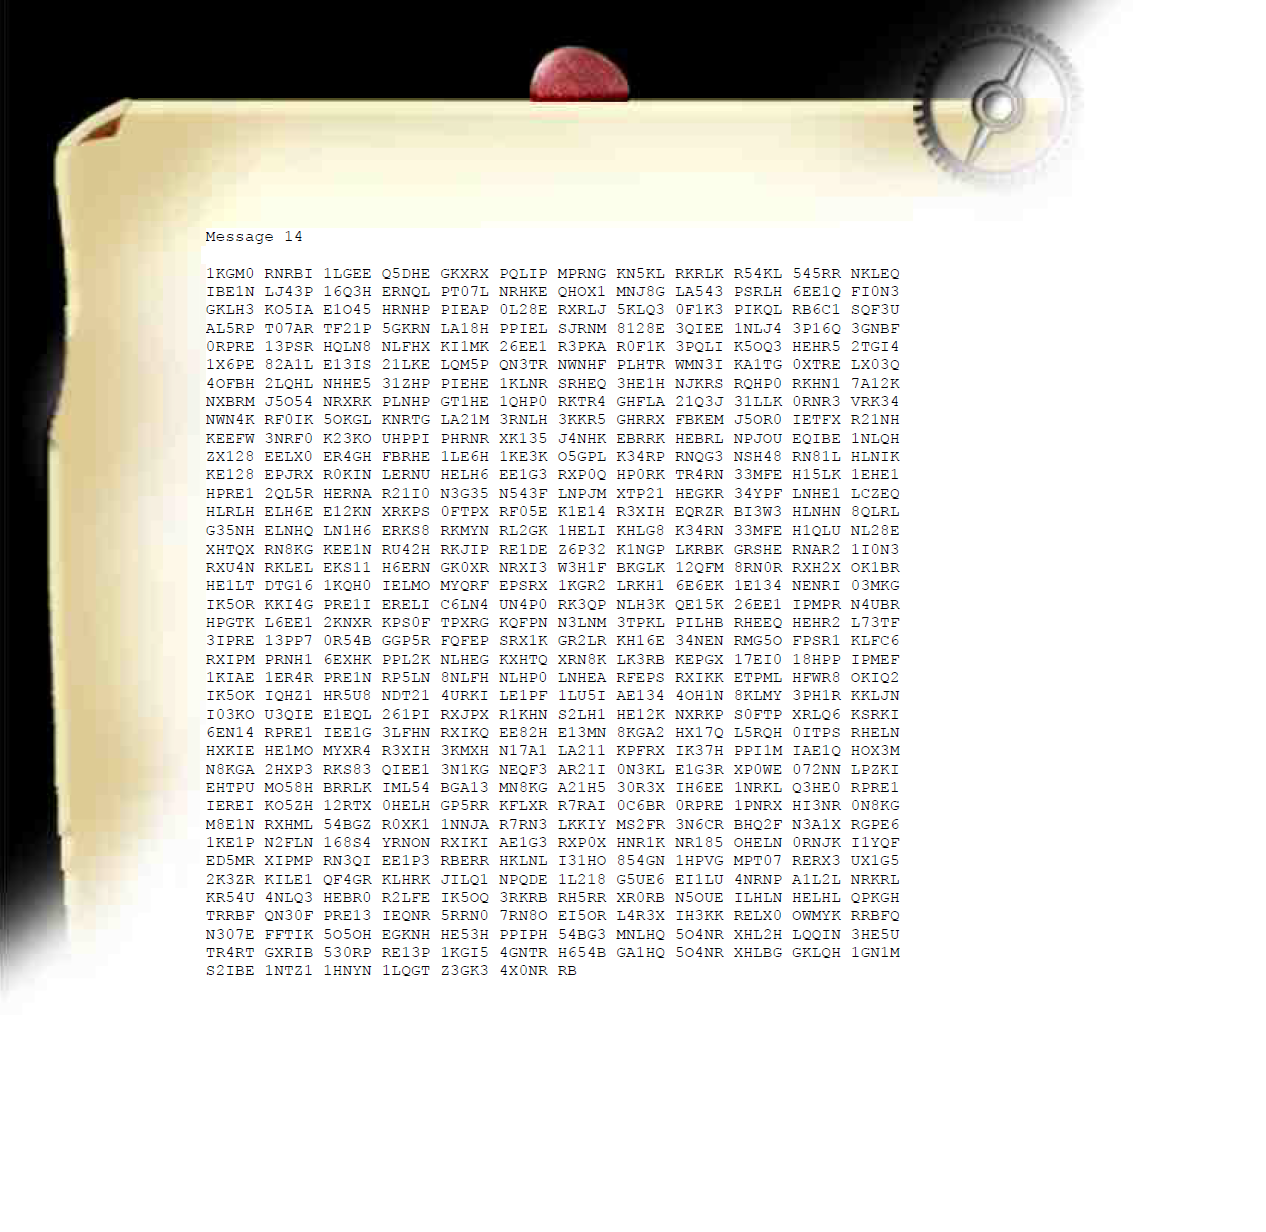 Message 14
1KGM0 RNRBI 1LGEE Q5DHE GKXRX PQLIP MPRNG KN5KL RKRLK R54KL 545RR NKLEQ
IBE1N LJ43P 16Q3H ERNQL PT07L NRHKE QHOX1 MNJ8G LA543 PSRLH 6EE1Q FI0N3
GKLH3 KO5IA E1O45 HRNHP PIEAP 0L28E RXRLJ 5KLQ3 0F1K3 PIKQL RB6C1 SQF3U
AL5RP T07AR TF21P 5GKRN LA18H PPIEL SJRNM 8128E 3QIEE 1NLJ4 3P16Q 3GNBF
0RPRE 13PSR HQLN8 NLFHX KI1MK 26EE1 R3PKA R0F1K 3PQLI K5OQ3 HEHR5 2TGI4
1X6PE 82A1L E13IS 21LKE LQM5P QN3TR NWNHF PLHTR WMN3I KA1TG 0XTRE LX03Q
4OFBH 2LQHL NHHE5 31ZHP PIEHE 1KLNR SRHEQ 3HE1H NJKRS RQHP0 RKHN1 7A12K
NXBRM J5O54 NRXRK PLNHP GT1HE 1QHP0 RKTR4 GHFLA 21Q3J 31LLK 0RNR3 VRK34
NWN4K RF0IK 5OKGL KNRTG LA21M 3RNLH 3KKR5 GHRRX FBKEM J5OR0 IETFX R21NH
KEEFW 3NRF0 K23KO UHPPI PHRNR XK135 J4NHK EBRRK HEBRL NPJOU EQIBE 1NLQH
ZX128 EELX0 ER4GH FBRHE 1LE6H 1KE3K O5GPL K34RP RNQG3 NSH48 RN81L HLNIK
KE128 EPJRX R0KIN LERNU HELH6 EE1G3 RXP0Q HP0RK TR4RN 33MFE H15LK 1EHE1
HPRE1 2QL5R HERNA R21I0 N3G35 N543F LNPJM XTP21 HEGKR 34YPF LNHE1 LCZEQ
HLRLH ELH6E E12KN XRKPS 0FTPX RF05E K1E14 R3XIH EQRZR BI3W3 HLNHN 8QLRL
G35NH ELNHQ LN1H6 ERKS8 RKMYN RL2GK 1HELI KHLG8 K34RN 33MFE H1QLU NL28E
XHTQX RN8KG KEE1N RU42H RKJIP RE1DE Z6P32 K1NGP LKRBK GRSHE RNAR2 1I0N3
RXU4N RKLEL EKS11 H6ERN GK0XR NRXI3 W3H1F BKGLK 12QFM 8RN0R RXH2X OK1BR
HE1LT DTG16 1KQH0 IELMO MYQRF EPSRX 1KGR2 LRKH1 6E6EK 1E134 NENRI 03MKG
IK5OR KKI4G PRE1I ERELI C6LN4 UN4P0 RK3QP NLH3K QE15K 26EE1 IPMPR N4UBR
HPGTK L6EE1 2KNXR KPS0F TPXRG KQFPN N3LNM 3TPKL PILHB RHEEQ HEHR2 L73TF
3IPRE 13PP7 0R54B GGP5R FQFEP SRX1K GR2LR KH16E 34NEN RMG5O FPSR1 KLFC6
RXIPM PRNH1 6EXHK PPL2K NLHEG KXHTQ XRN8K LK3RB KEPGX 17EI0 18HPP IPMEF
1KIAE 1ER4R PRE1N RP5LN 8NLFH NLHP0 LNHEA RFEPS RXIKK ETPML HFWR8 OKIQ2
IK5OK IQHZ1 HR5U8 NDT21 4URKI LE1PF 1LU5I AE134 4OH1N 8KLMY 3PH1R KKLJN
I03KO U3QIE E1EQL 261PI RXJPX R1KHN S2LH1 HE12K NXRKP S0FTP XRLQ6 KSRKI
6EN14 RPRE1 IEE1G 3LFHN RXIKQ EE82H E13MN 8KGA2 HX17Q L5RQH 0ITPS RHELN
HXKIE HE1MO MYXR4 R3XIH 3KMXH N17A1 LA211 KPFRX IK37H PPI1M IAE1Q HOX3M
N8KGA 2HXP3 RKS83 QIEE1 3N1KG NEQF3 AR21I 0N3KL E1G3R XP0WE 072NN LPZKI
EHTPU MO58H BRRLK IML54 BGA13 MN8KG A21H5 30R3X IH6EE 1NRKL Q3HE0 RPRE1
IEREI KO5ZH 12RTX 0HELH GP5RR KFLXR R7RAI 0C6BR 0RPRE 1PNRX HI3NR 0N8KG
M8E1N RXHML 54BGZ R0XK1 1NNJA R7RN3 LKKIY MS2FR 3N6CR BHQ2F N3A1X RGPE6
1KE1P N2FLN 168S4 YRNON RXIKI AE1G3 RXP0X HNR1K NR185 OHELN 0RNJK I1YQF
ED5MR XIPMP RN3QI EE1P3 RBERR HKLNL I31HO 854GN 1HPVG MPT07 RERX3 UX1G5
2K3ZR KILE1 QF4GR KLHRK JILQ1 NPQDE 1L218 G5UE6 EI1LU 4NRNP A1L2L NRKRL
KR54U 4NLQ3 HEBR0 R2LFE IK5OQ 3RKRB RH5RR XR0RB N5OUE ILHLN HELHL QPKGH
TRRBF QN30F PRE13 IEQNR 5RRN0 7RN8O EI5OR L4R3X IH3KK RELX0 OWMYK RRBFQ
N307E FFTIK 5O5OH EGKNH HE53H PPIPH 54BG3 MNLHQ 5O4NR XHL2H LQQIN 3HE5U
TR4RT GXRIB 530RP RE13P 1KGI5 4GNTR H654B GA1HQ 5O4NR XHLBG GKLQH 1GN1M
S2IBE 1NTZ1 1HNYN 1LQGT Z3GK3 4X0NR RB